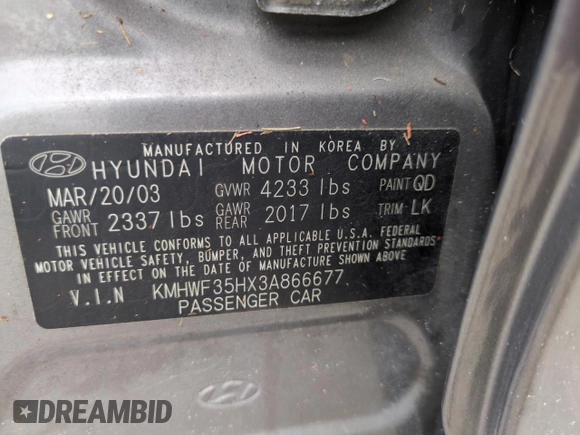 MANUFACTURED IN KOREA BY
HYUNDAI MOTOR COMPANY
MAR/20/03 GVWR 4233 lbs PAINT QD
GAWR FRONT 2337 lbs GAWR REAR 2017 lbs TRIM LK
THIS VEHICLE CONFORMS TO ALL APPLICABLE U.S.A. FEDERAL
MOTOR VEHICLE SAFETY, BUMPER, AND THEFT PREVENTION STANDARDS
IN EFFECT ON THE DATE OF MANUFACTURE SHOWN ABOVE
V.I.N KMHWF35HX3A866677
PASSENGER CAR
DREAMBID